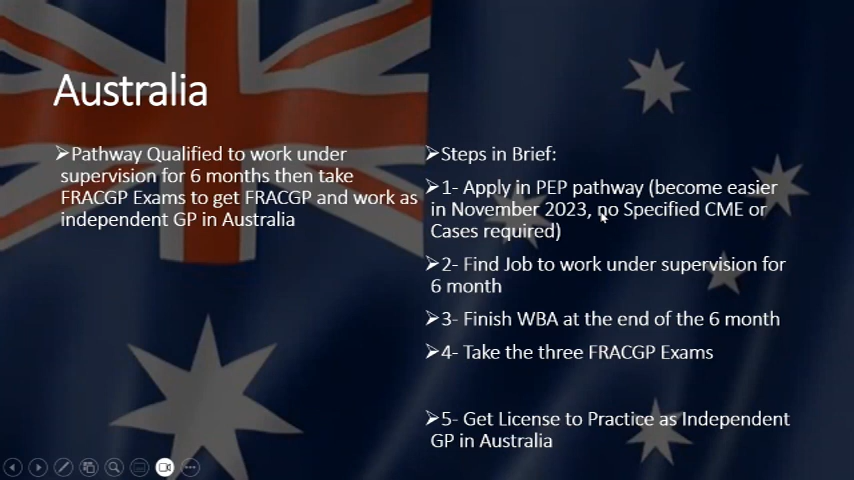 Australia
➢Pathway Qualified to work under
supervision for 6 months then take
FRACGP Exams to get FRACGP and work as
independent GP in Australia
➢Steps in Brief:
➢1- Apply in PEP pathway (become easier
in November 2023, no Specified CME or
Cases required)
➢2- Find Job to work under supervision for
6 month
➢3- Finish WBA at the end of the 6 month
➢4- Take the three FRACGP Exams
➢5- Get License to Practice as Independent
GP in Australia